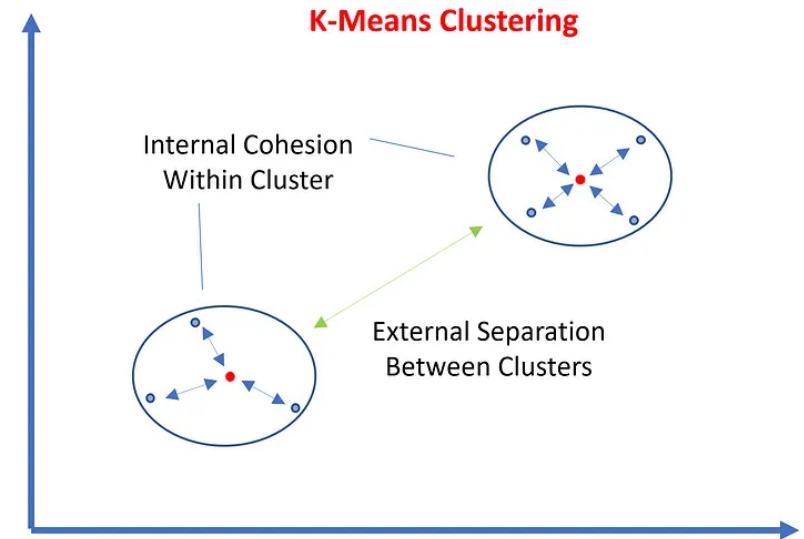 K-Means Clustering
Internal Cohesion
Within Cluster
External Separation
Between Clusters